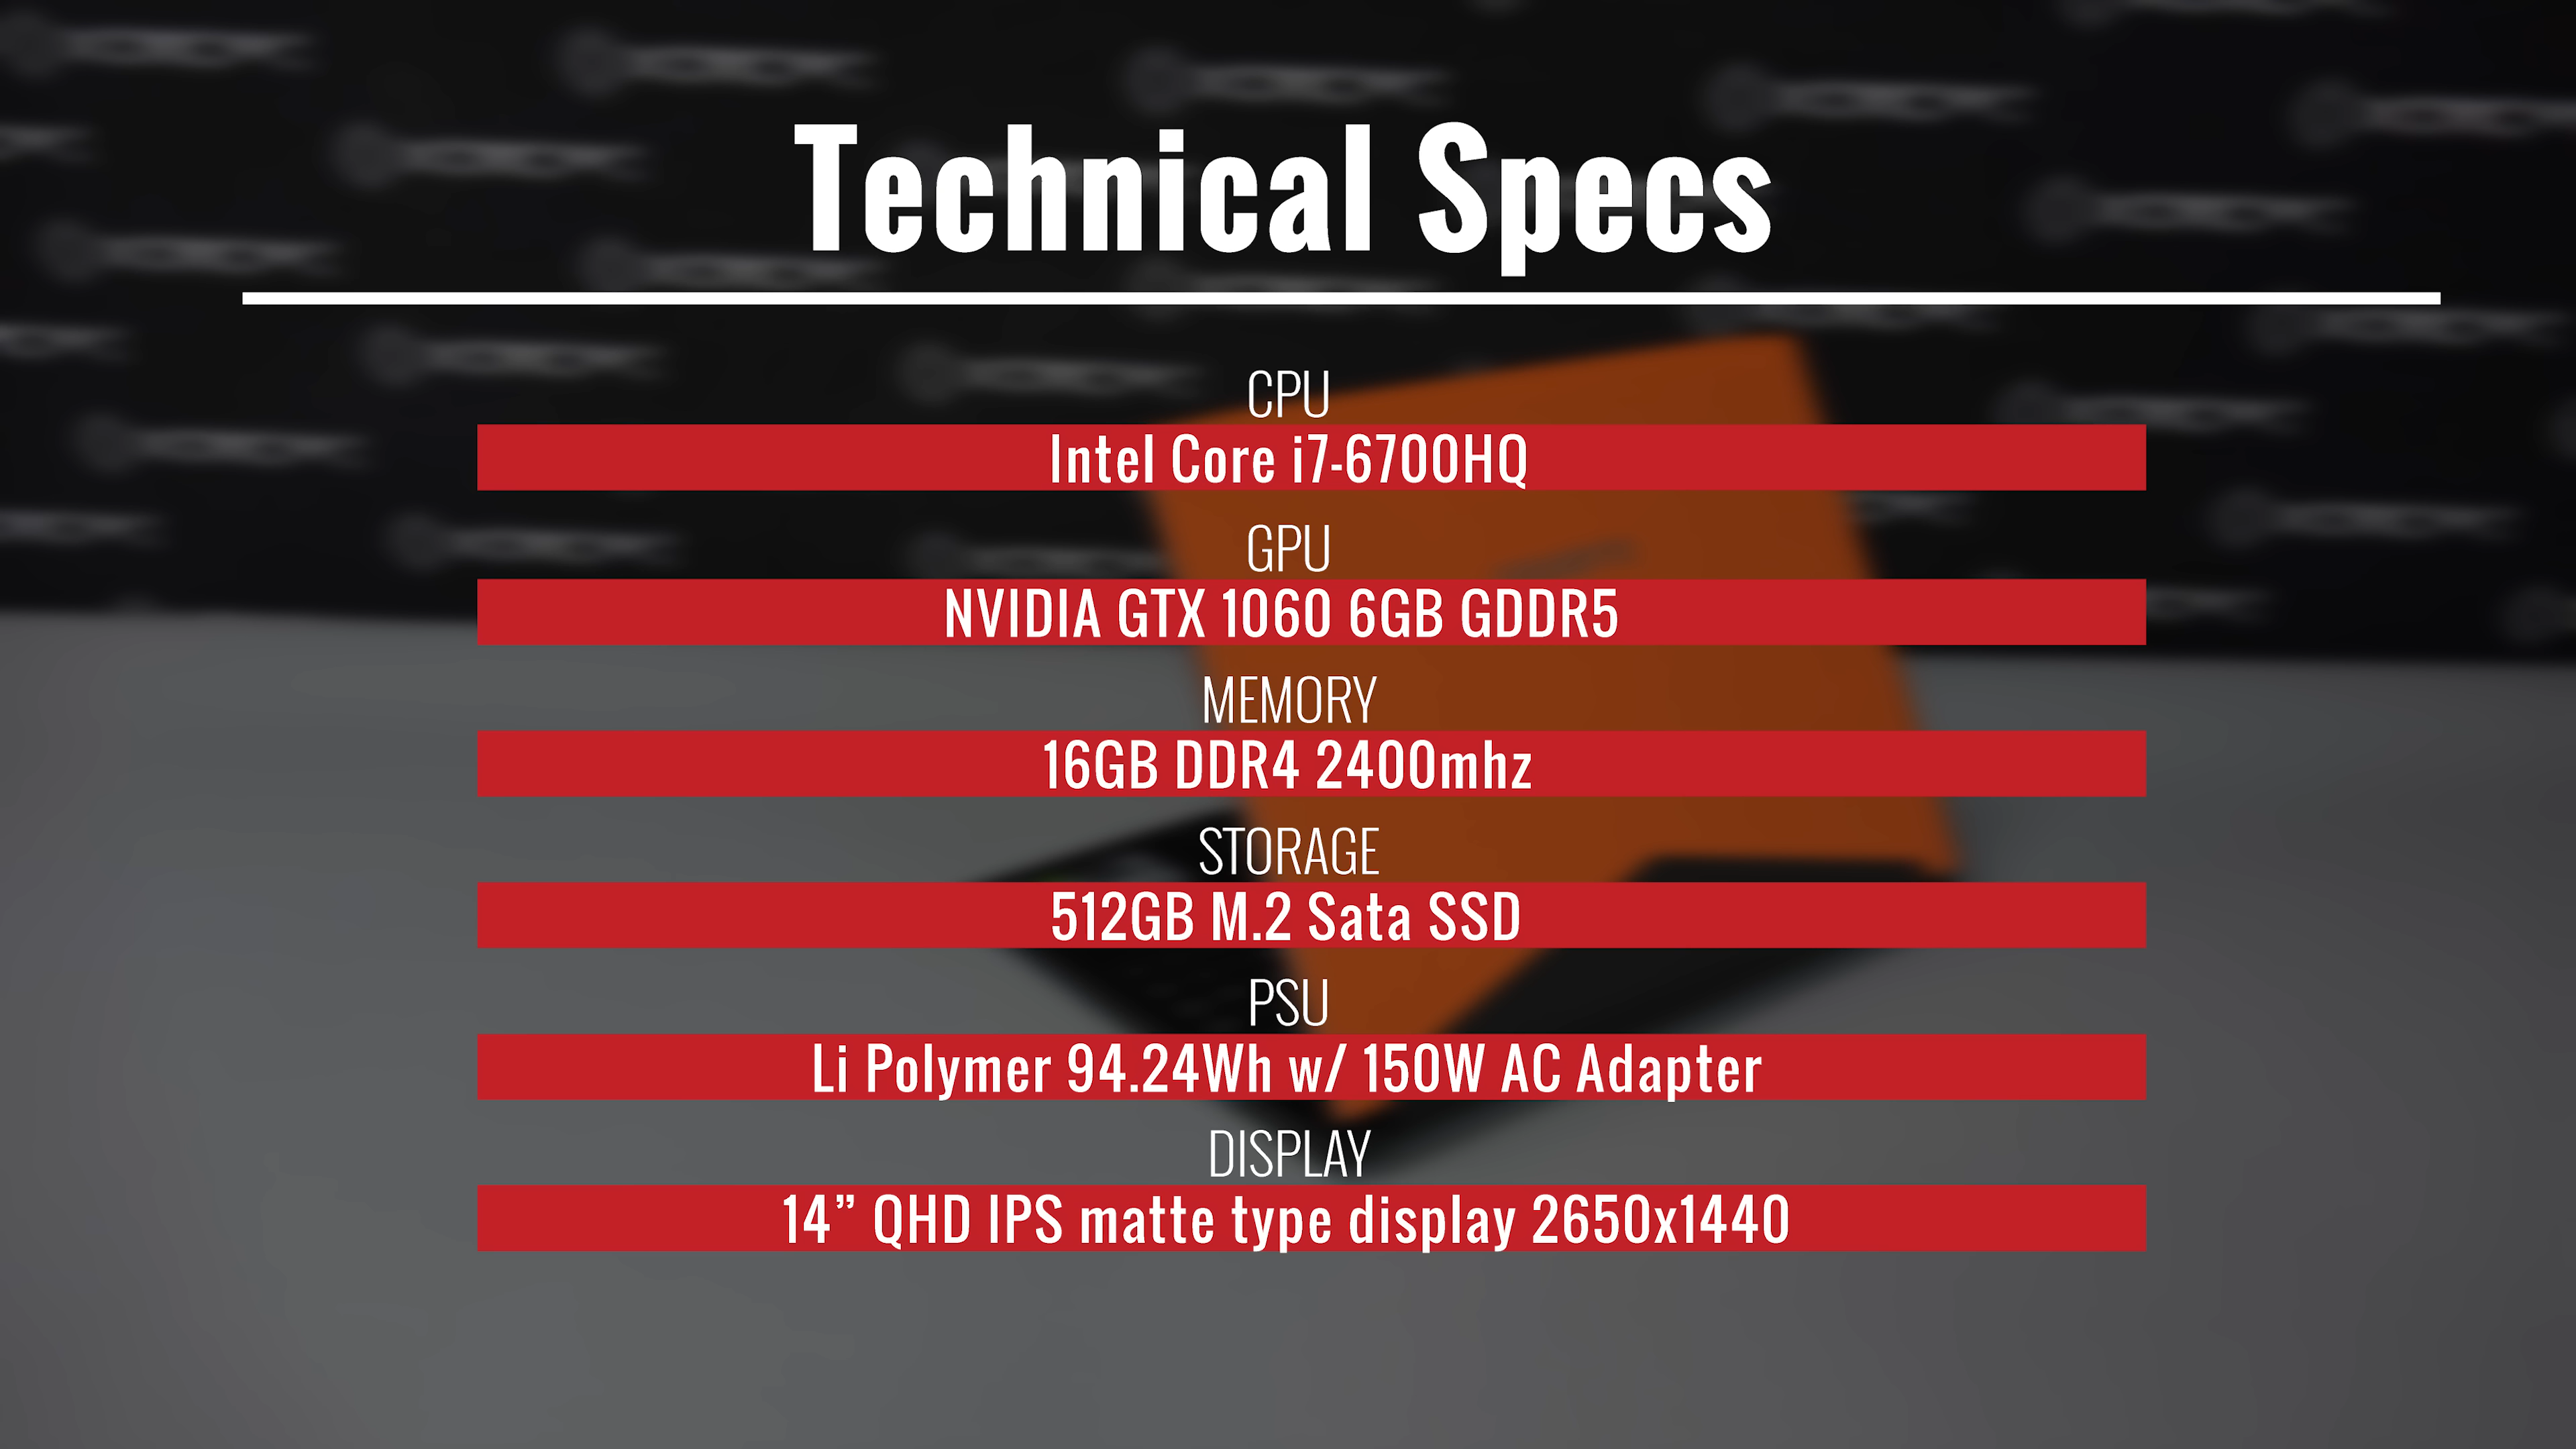 Technical Specs
CPU
Intel Core i7-6700HQ
GPU
NVIDIA GTX 1060 6GB GDDR5
MEMORY
16GB DDR4 2400mhz
STORAGE
512GB M.2 Sata SSD
PSU
Li Polymer 94.24Wh w/ 150W AC Adapter
DISPLAY
14” QHD IPS matte type display 2650x1440